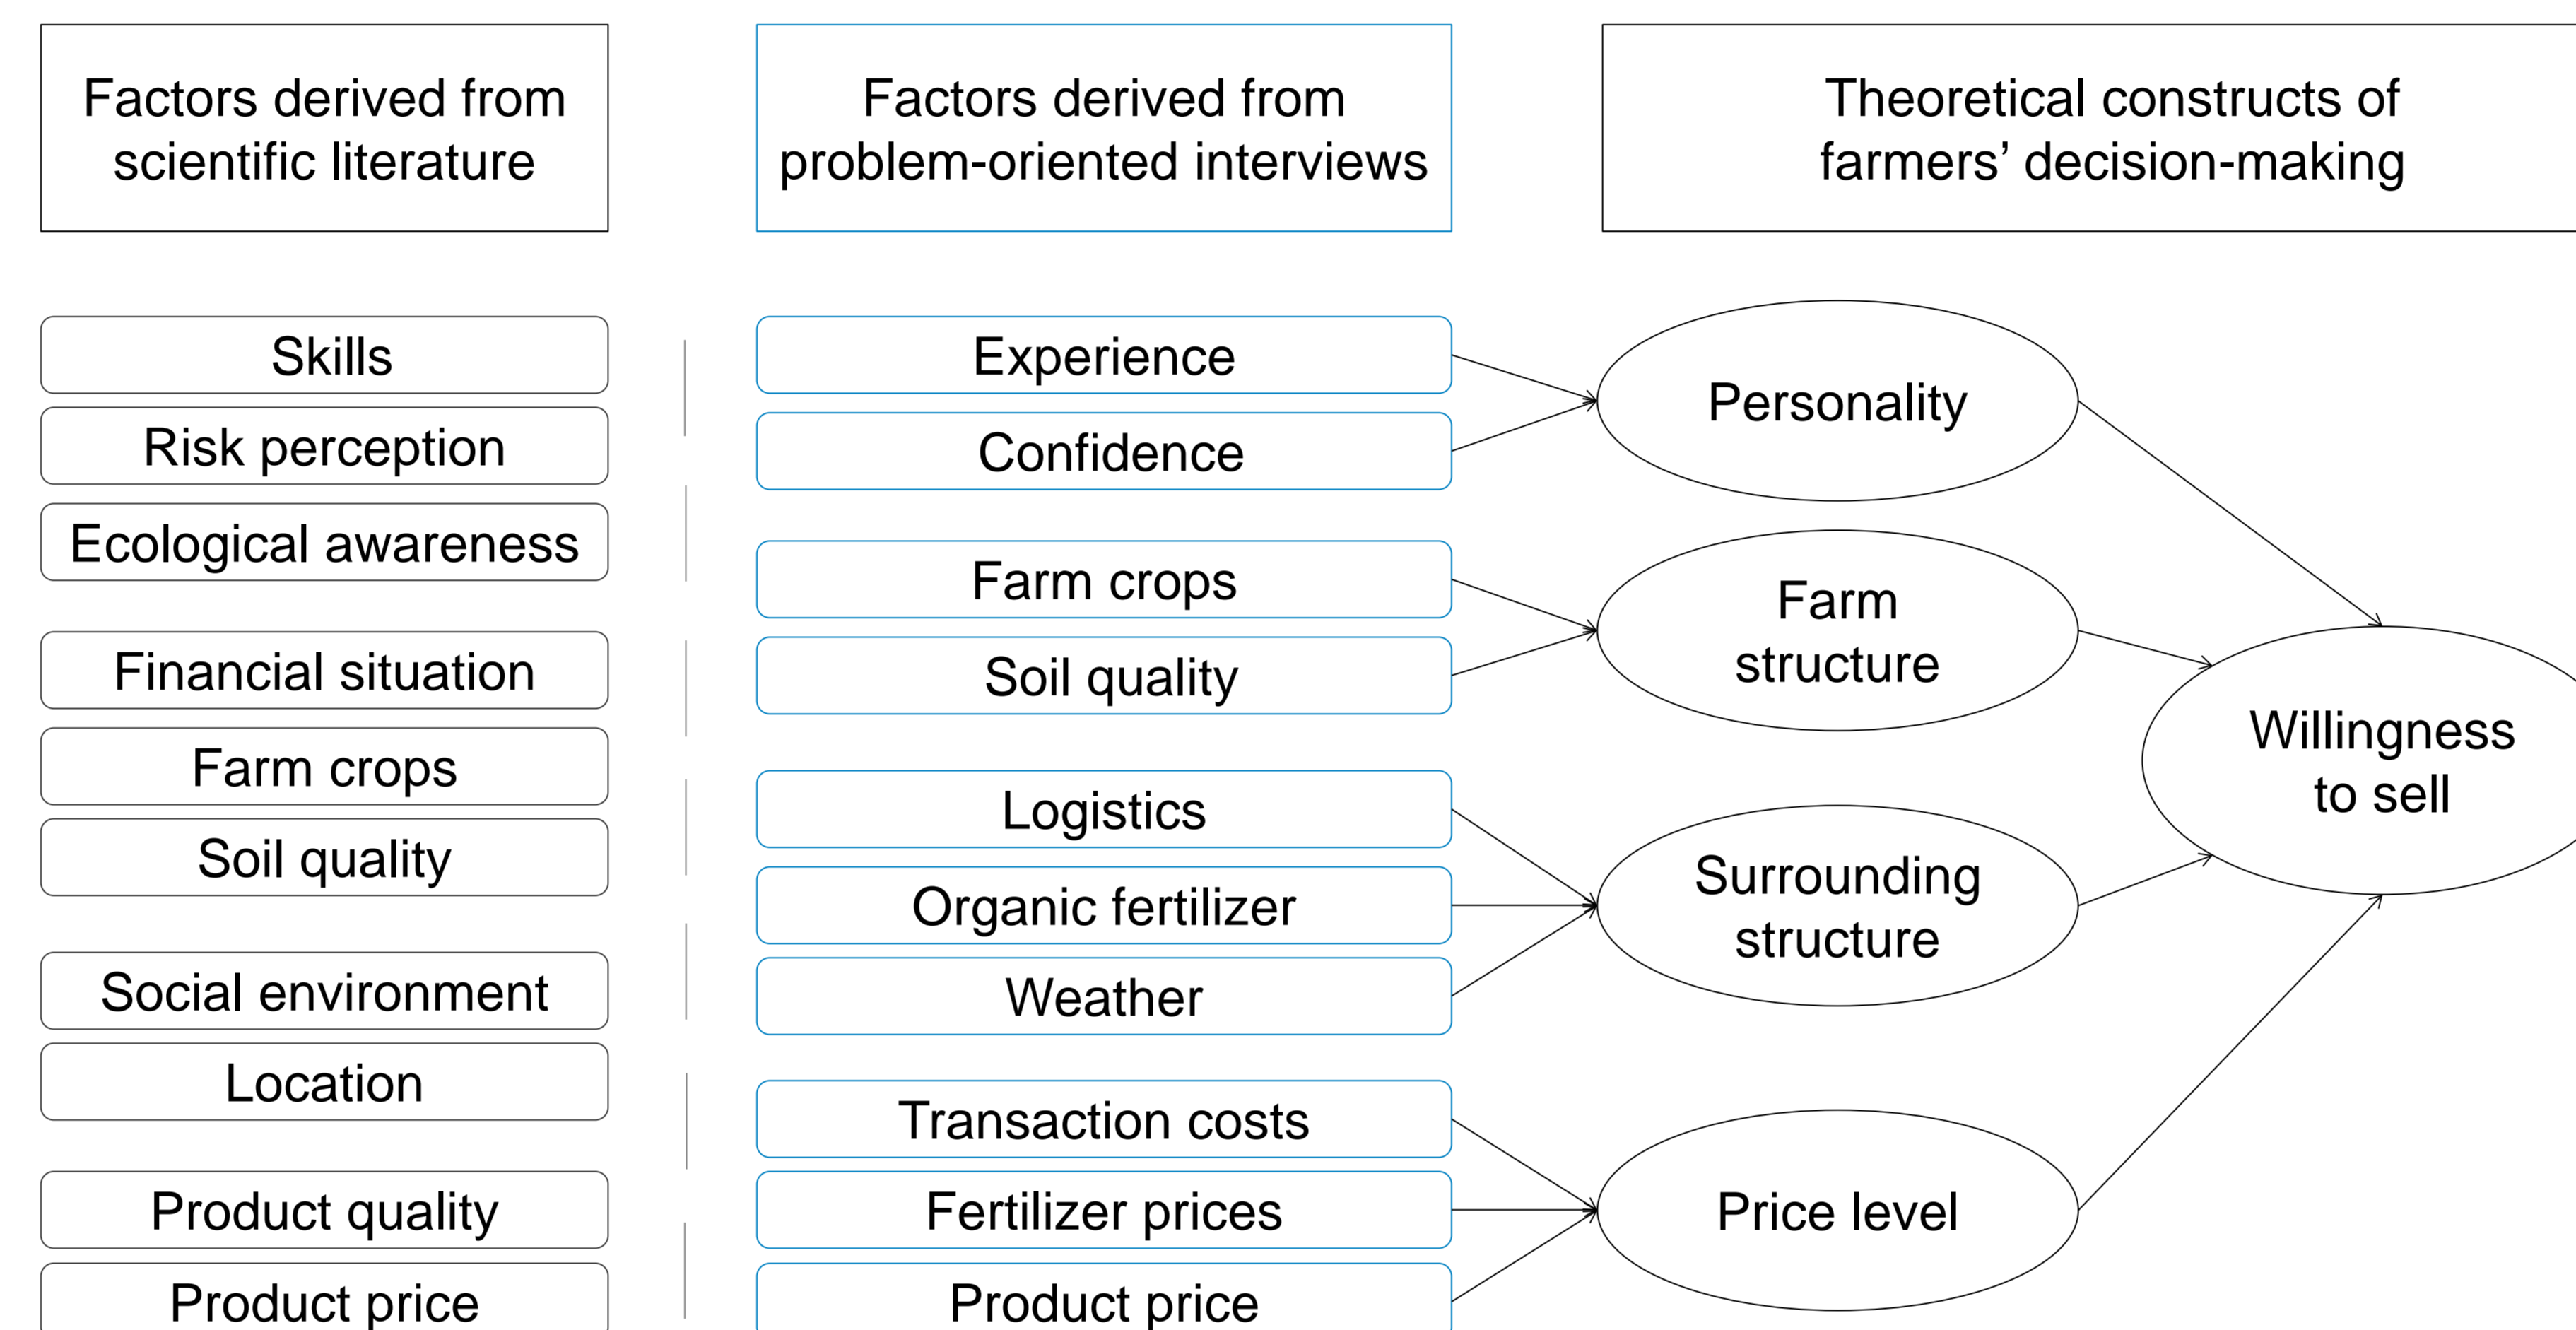 Factors derived from
scientific literature
Factors derived from
problem-oriented interviews
Theoretical constructs of
farmers’ decision-making
Skills
Risk perception
Ecological awareness
Financial situation
Farm crops
Soil quality
Social environment
Location
Product quality
Product price
Experience
Confidence
Farm crops
Soil quality
Logistics
Organic fertilizer
Weather
Transaction costs
Fertilizer prices
Product price
Personality
Farm
structure
Surrounding
structure
Price level
Willingness
to sell